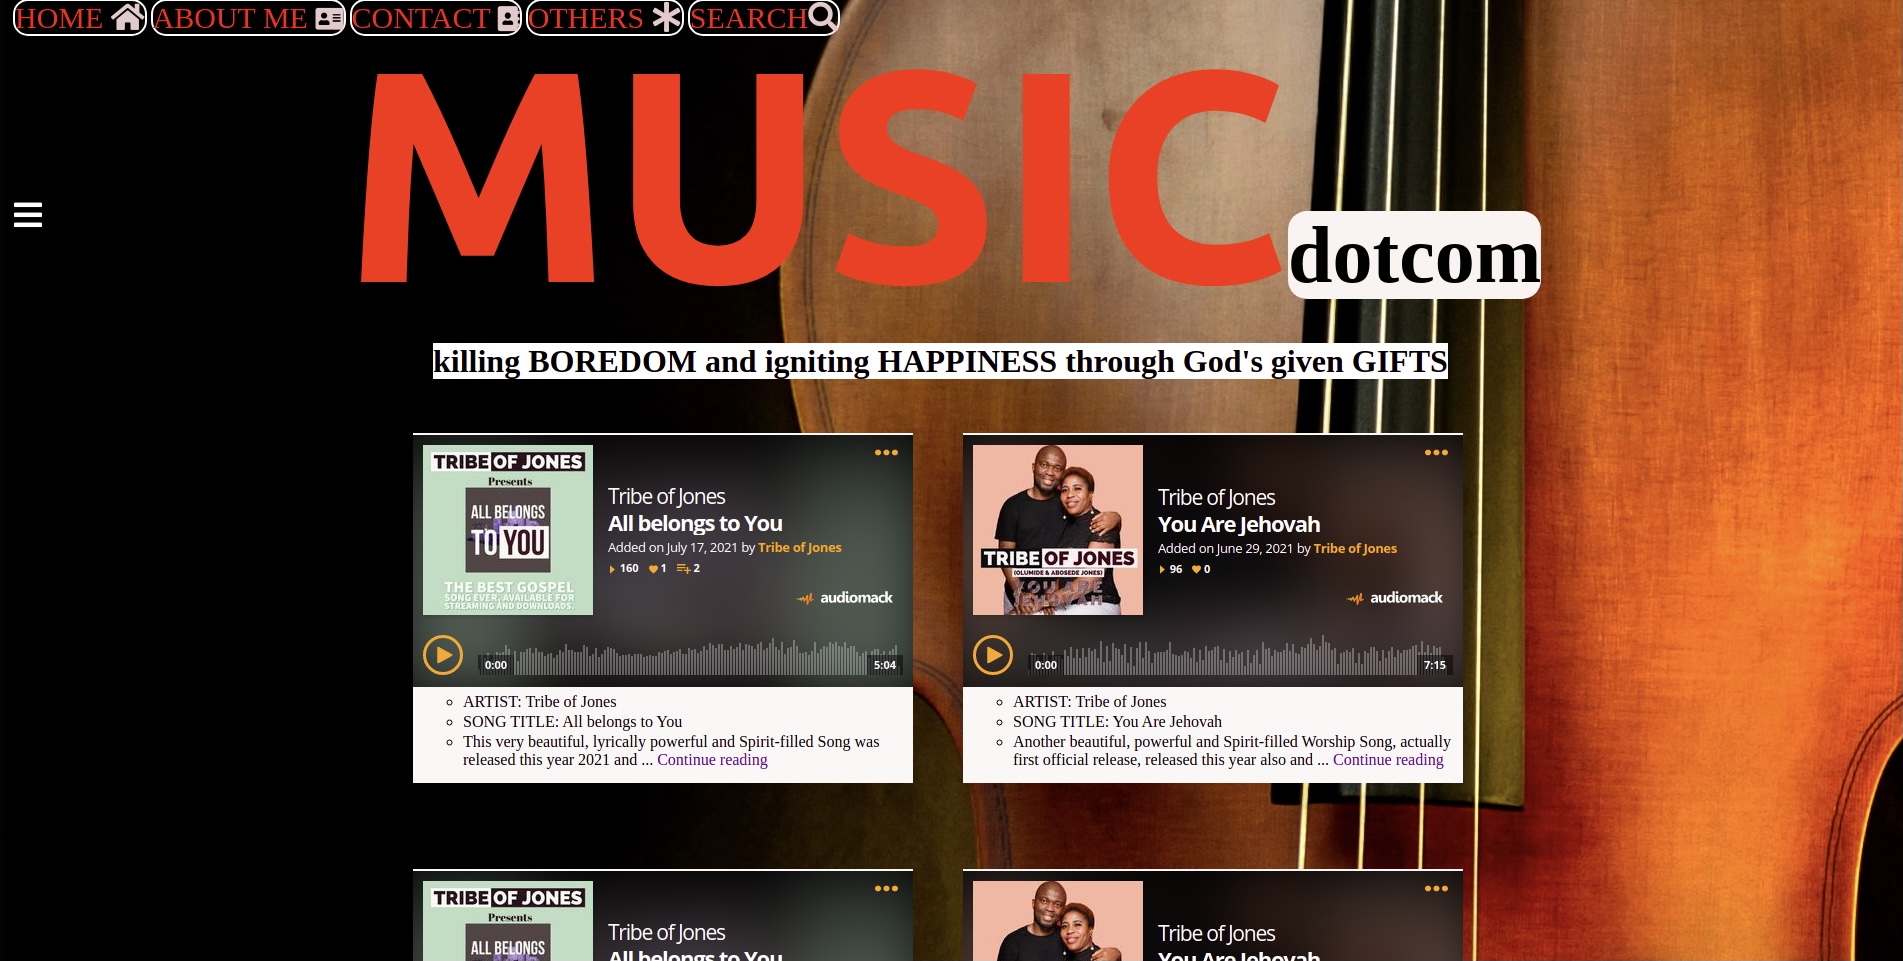 HOME ABOUT ME CONTACT OTHERS SEARCH
MUSIC dotcom
killing BOREDOM and igniting HAPPINESS through God's given GIFTS
TRIBE OF JONES
Presents
ALL BELONGS
TO YOU
THE BEST GOSPEL
SONG EVER, AVAILABLE FOR
STREAMING AND DOWNLOADS.
Tribe of Jones
All belongs to You
Added on July 17, 2021 by Tribe of Jones
160 1 2
audiomack
0:00 5:04
ARTIST: Tribe of Jones
SONG TITLE: All belongs to You
This very beautiful, lyrically powerful and Spirit-filled Song was
released this year 2021 and ... Continue reading
TRIBE OF JONES
(OLUMIDE & ABOSEDE JONES)
YOU ARE
JEHOVAH
Tribe of Jones
You Are Jehovah
Added on June 29, 2021 by Tribe of Jones
96 0
audiomack
0:00 7:15
ARTIST: Tribe of Jones
SONG TITLE: You Are Jehovah
Another beautiful, powerful and Spirit-filled Worship Song, actually
first official release, released this year also and ... Continue reading
TRIBE OF JONES
Presents
ALL BELONGS
Tribe of Jones
All belongs to You
Tribe of Jones
You Are Jehovah